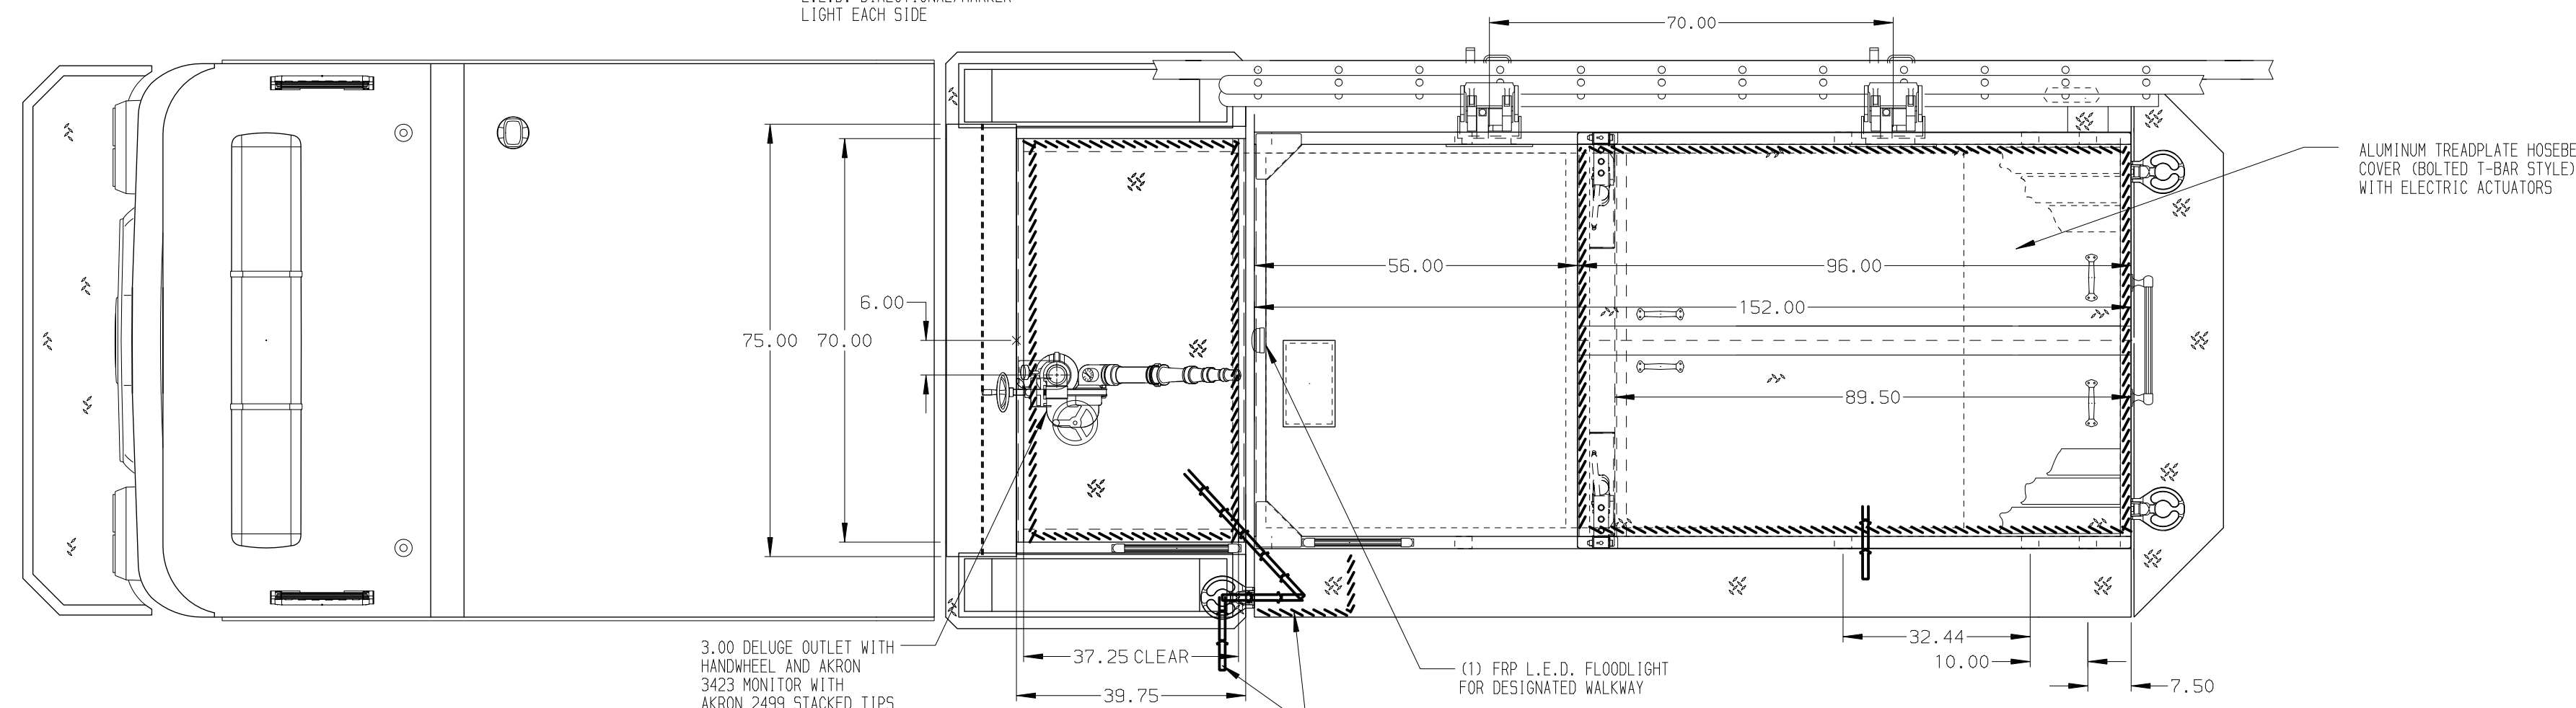 LIGHT EACH SIDE
70.00
ALUMINUM TREADPLATE HOSEBE
COVER (BOLTED T-BAR STYLE)
WITH ELECTRIC ACTUATORS
56.00
96.00
6.00
152.00
75.00
70.00
89.50
32.44
3.00 DELUGE OUTLET WITH
HANDWHEEL AND AKRON
3423 MONITOR WITH
AKRON 2499 STACKED TIPS
37.25 CLEAR
10.00
(1) FRP L.E.D. FLOODLIGHT
FOR DESIGNATED WALKWAY
7.50
39.75